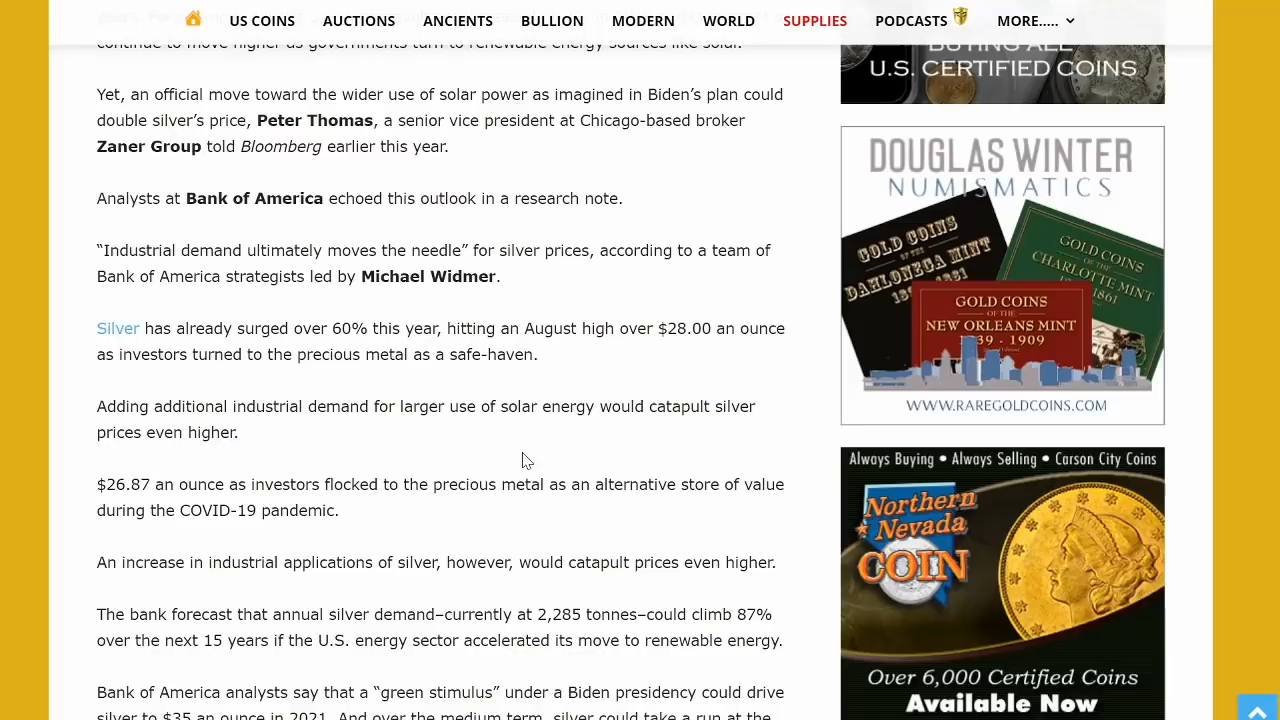 US COINS AUCTIONS ANCIENTS BULLION MODERN WORLD SUPPLIES PODCASTS MORE.....
continue to move higher as governments turn to renewable energy sources like solar.
Yet, an official move toward the wider use of solar power as imagined in Biden’s plan could
double silver’s price, Peter Thomas, a senior vice president at Chicago-based broker
Zaner Group told Bloomberg earlier this year.
Analysts at Bank of America echoed this outlook in a research note.
“Industrial demand ultimately moves the needle” for silver prices, according to a team of
Bank of America strategists led by Michael Widmer.
Silver has already surged over 60% this year, hitting an August high over $28.00 an ounce
as investors turned to the precious metal as a safe-haven.
Adding additional industrial demand for larger use of solar energy would catapult silver
prices even higher.
$26.87 an ounce as investors flocked to the precious metal as an alternative store of value
during the COVID-19 pandemic.
An increase in industrial applications of silver, however, would catapult prices even higher.
The bank forecast that annual silver demand–currently at 2,285 tonnes–could climb 87%
over the next 15 years if the U.S. energy sector accelerated its move to renewable energy.
Bank of America analysts say that a “green stimulus” under a Biden presidency could drive
silver to $35 an ounce in 2021. And over the medium term, silver could take a run at the
BUYING ALL
U.S. CERTIFIED COINS
DOUGLAS WINTER
NUMISMATICS
GOLD COINS
OF THE
DAHLONEGA MINT
GOLD COINS
OF THE
CHARLOTTE MINT
1861
GOLD COINS
OF THE
NEW ORLEANS MINT
39 - 1909
WWW.RAREGOLDCOINS.COM
Always Buying • Always Selling • Carson City Coins
Northern
Nevada
COIN
Over 6,000 Certified Coins
Available Now